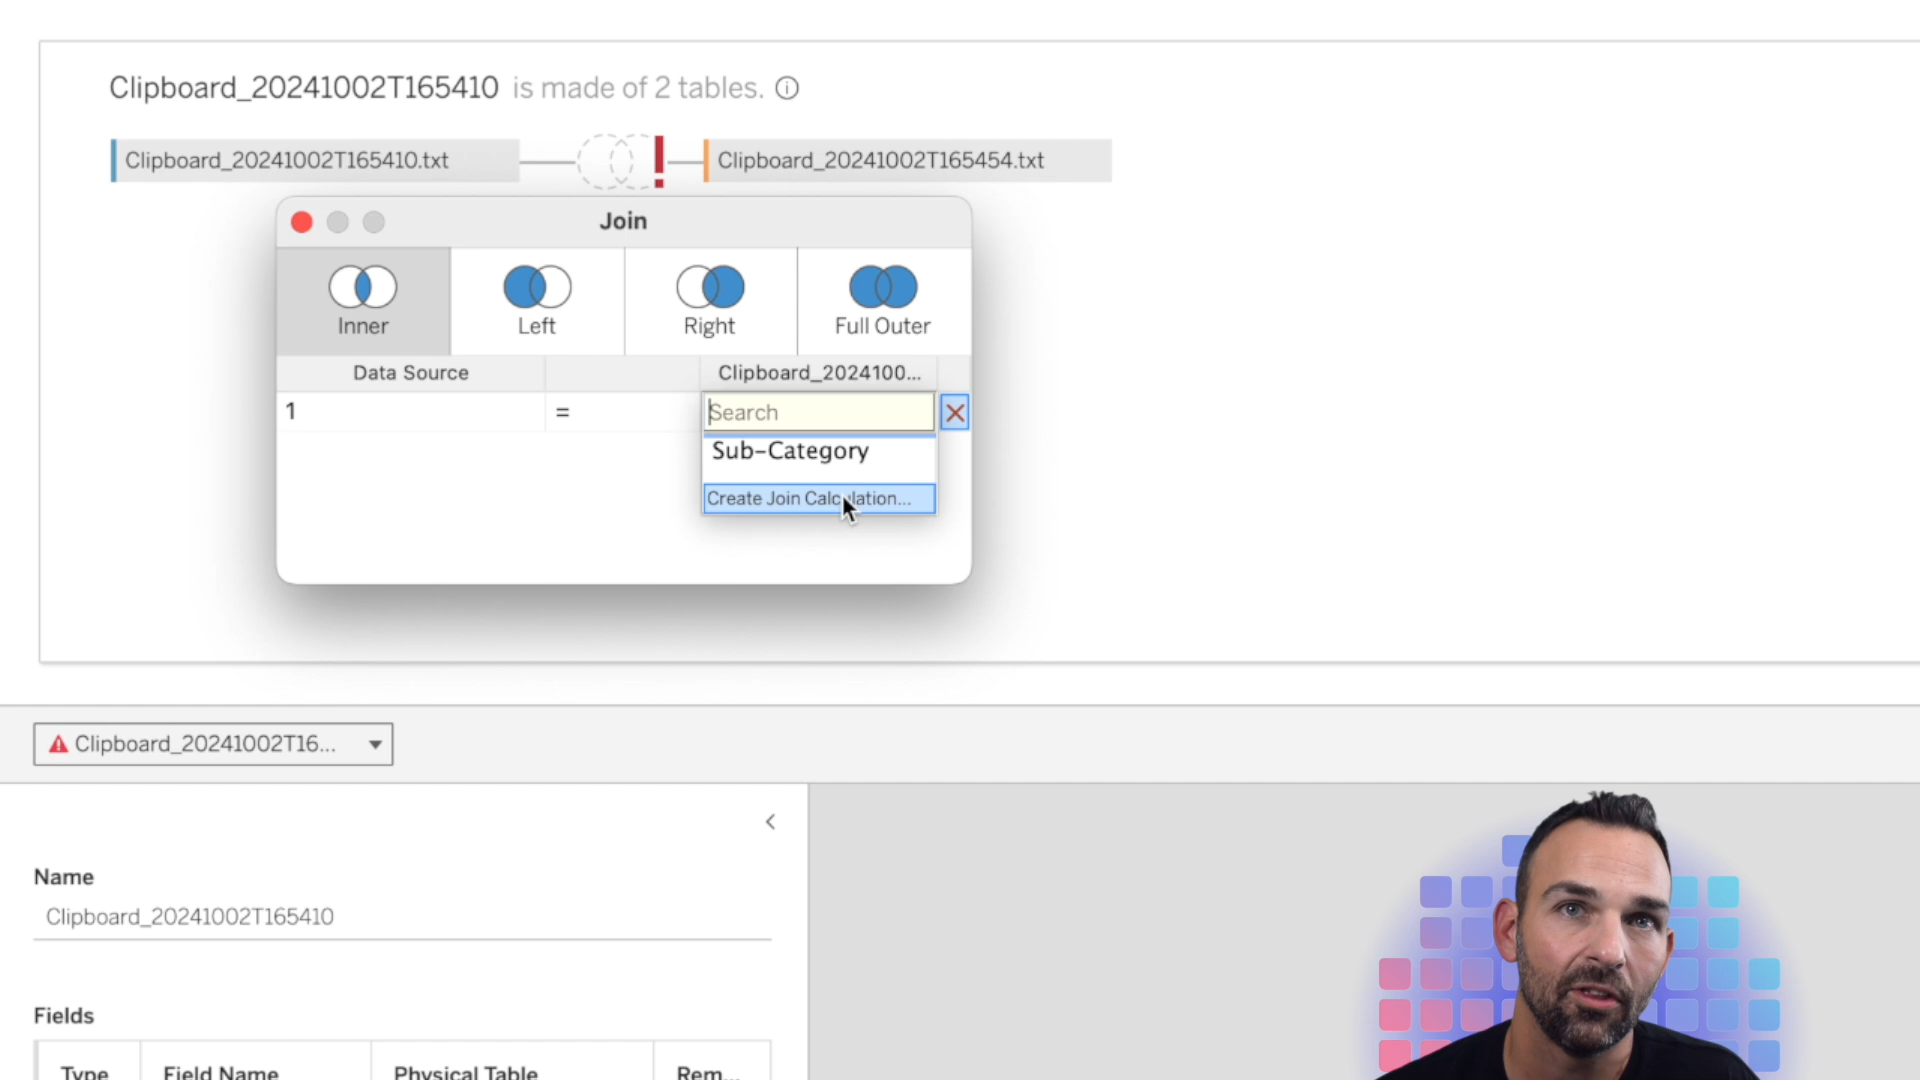 Clipboard_20241002T165410 is made of 2 tables.
Clipboard_20241002T165410.txt
Clipboard_20241002T165454.txt
Join
Inner
Left
Right
Full Outer
Data Source
Clipboard_2024100...
1
=
Search
Sub-Category
Create Join Calculation...
Clipboard_20241002T16...
Name
Clipboard_20241002T165410
Fields
Type
Field Name
Physical Table
Rem...